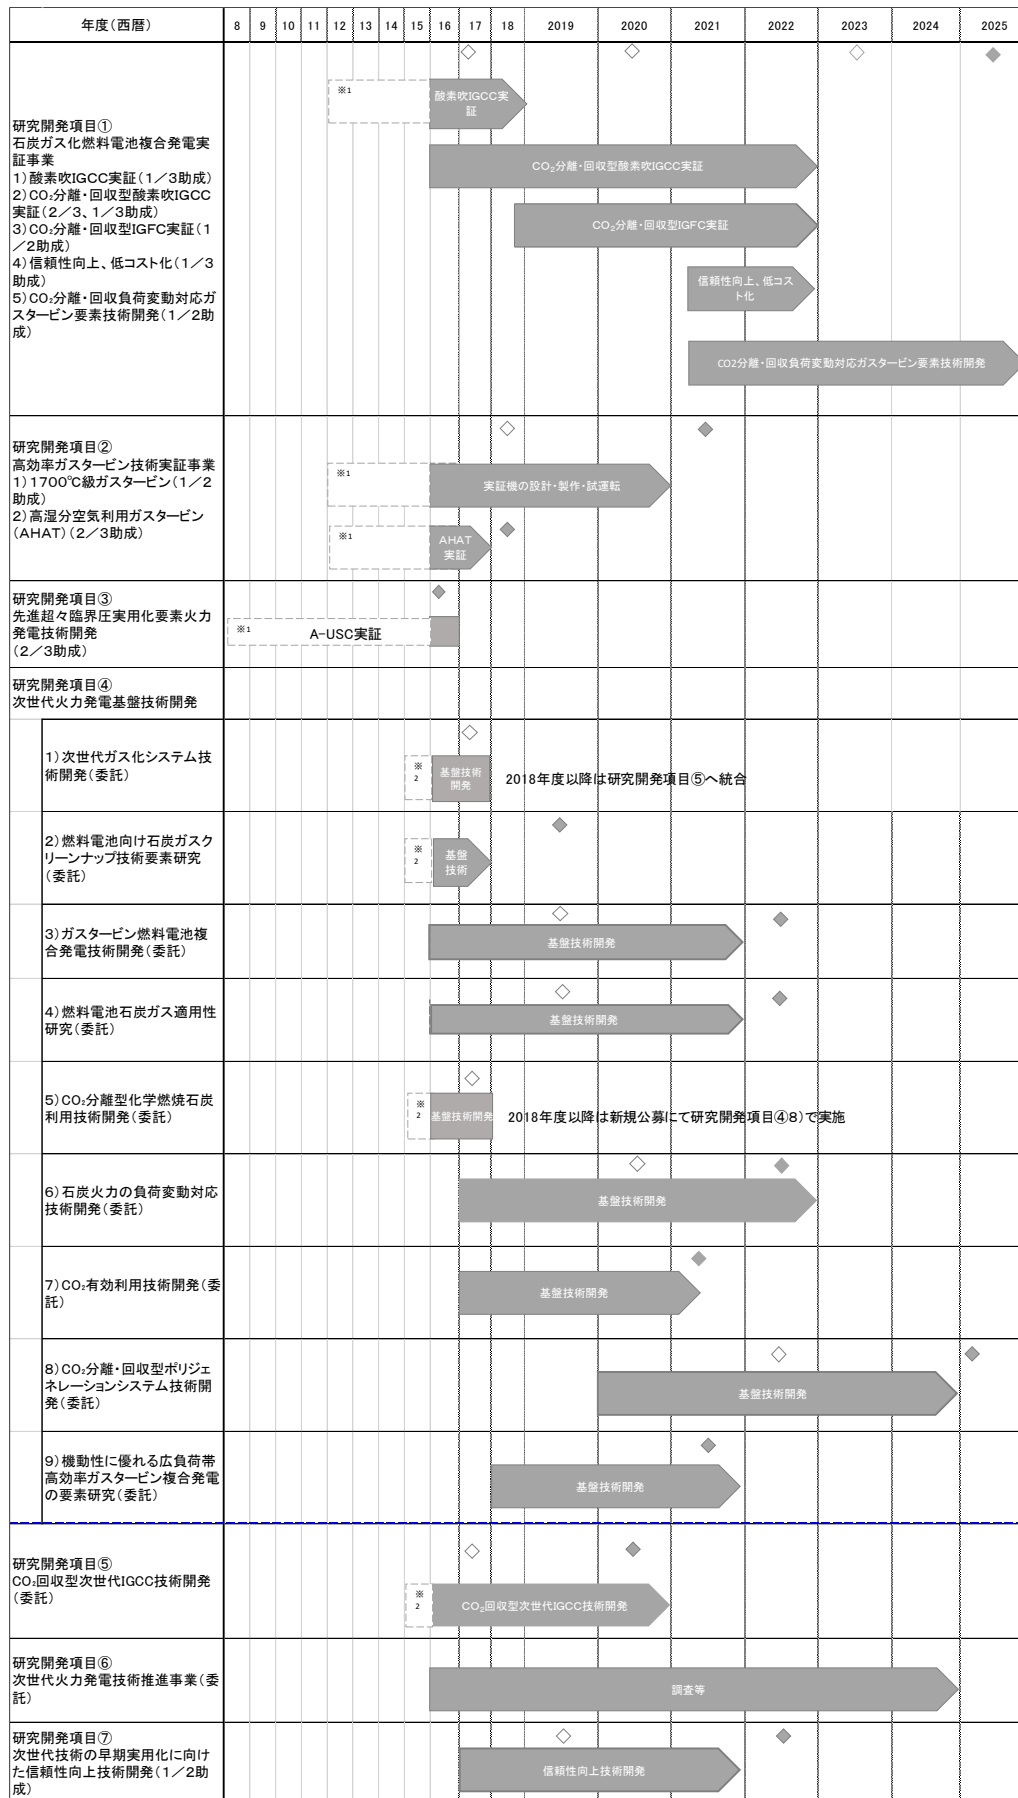 年度(西暦) 8 9 10 11 12 13 14 15 16 17 18 2019 2020 2021 2022 2023 2024 2025
研究開発項目①
石炭ガス化燃料電池複合発電実
証事業
1)酸素吹IGCC実証(1/3助成)
2)CO₂分離・回収型酸素吹IGCC
実証(2/3、1/3助成)
3)CO₂分離・回収型IGFC実証(1
/2助成)
4)信頼性向上、低コスト化(1/3
助成)
5)CO₂分離・回収負荷変動対応ガ
スタービン要素技術開発(1/2助
成)
※1
酸素吹IGCC実
証
CO₂分離・回収型酸素吹IGCC実証
CO₂分離・回収型IGFC実証
信頼性向上、低コス
ト化
CO2分離・回収負荷変動対応ガスタービン要素技術開発
研究開発項目②
高効率ガスタービン技術実証事業
1)1700℃級ガスタービン(1/2
助成)
2)高湿分空気利用ガスタービン
(AHAT)(2/3助成)
※1
実証機の設計・製作・試運転
※1
AHAT
実証
研究開発項目③
先進超々臨界圧実用化要素火力
発電技術開発
(2/3助成)
※1
A-USC実証
研究開発項目④
次世代火力発電基盤技術開発
1)次世代ガス化システム技
術開発(委託)
※
2
基盤技術
開発
2018年度以降は研究開発項目⑤へ統合
2)燃料電池向け石炭ガスク
リーンナップ技術要素研究
(委託)
※
2
基盤
技術
3)ガスタービン燃料電池複
合発電技術開発(委託)
基盤技術開発
4)燃料電池石炭ガス適用性
研究(委託)
基盤技術開発
5)CO₂分離型化学燃焼石炭
利用技術開発(委託)
※
2
基盤技術開発
2018年度以降は新規公募にて研究開発項目④8)で実施
6)石炭火力の負荷変動対応
技術開発(委託)
基盤技術開発
7)CO₂有効利用技術開発(委
託)
基盤技術開発
8)CO₂分離・回収型ポリジェ
ネレーションシステム技術開
発(委託)
基盤技術開発
9)機動性に優れる広負荷帯
高効率ガスタービン複合発電
の要素研究(委託)
基盤技術開発
研究開発項目⑤
CO₂回収型次世代IGCC技術開発
(委託)
※
2
CO₂回収型次世代IGCC技術開発
研究開発項目⑥
次世代火力発電技術推進事業(委
託)
調査等
研究開発項目⑦
次世代技術の早期実用化に向け
た信頼性向上技術開発(1/2助
成)
信頼性向上技術開発